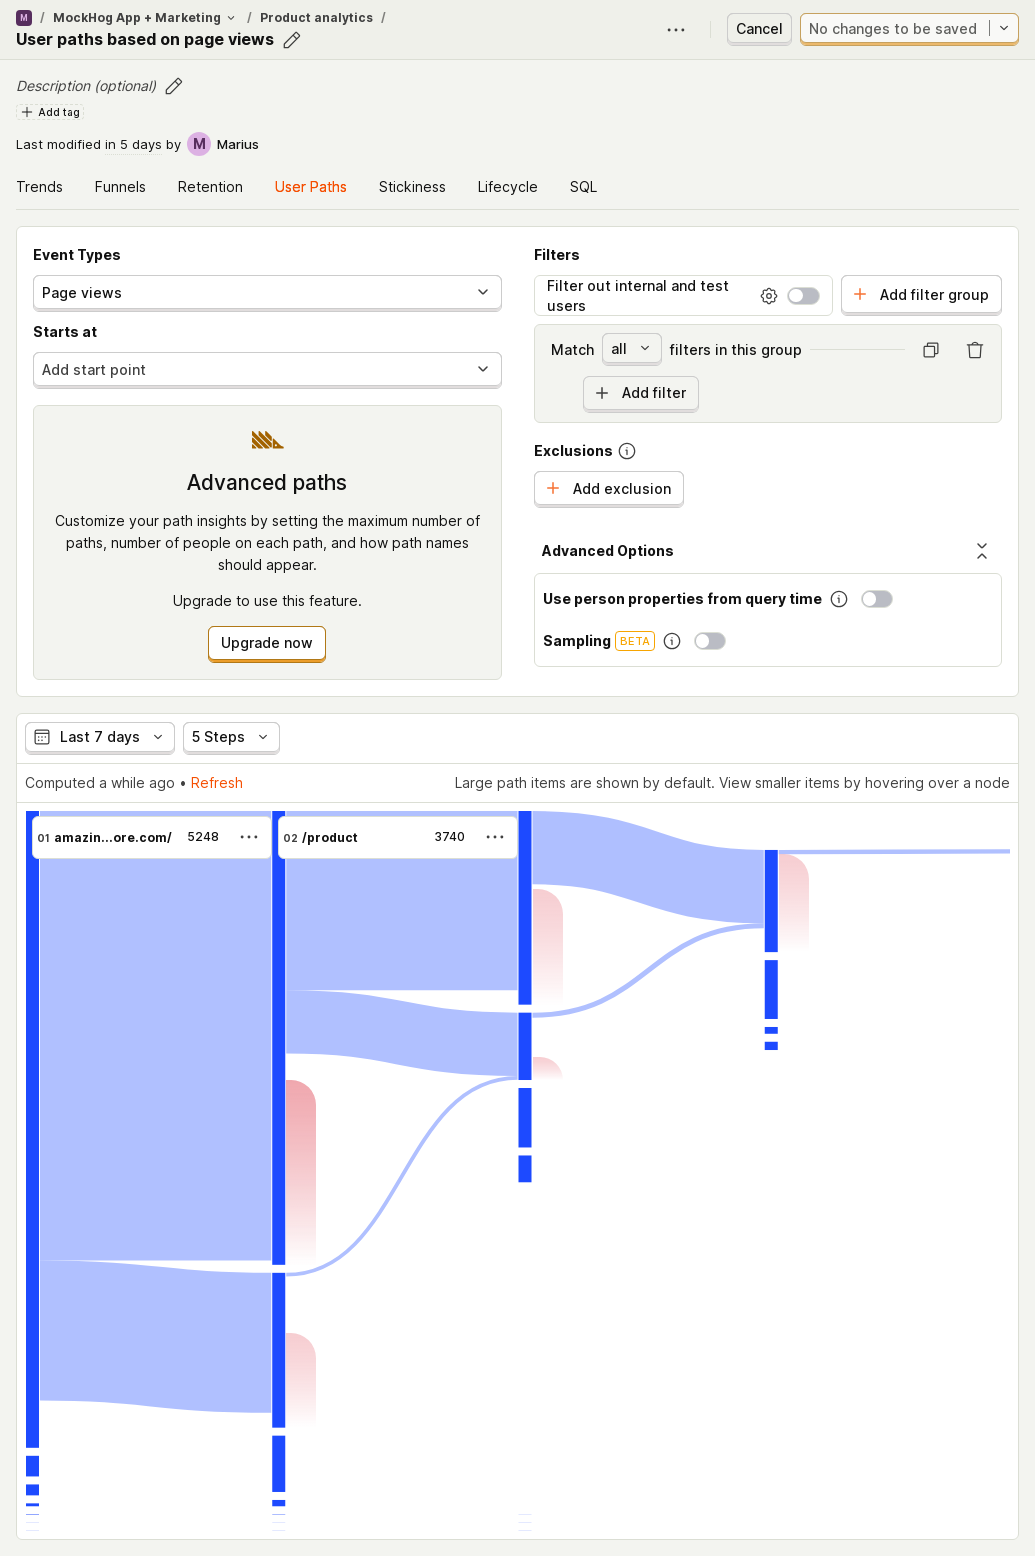 M / MockHog App + Marketing / Product analytics /
User paths based on page views
Cancel
No changes to be saved
Description (optional)
Add tag
Last modified in 5 days by M Marius
Trends Funnels Retention User Paths Stickiness Lifecycle SQL
Event Types
Page views
Starts at
Add start point
Advanced paths
Customize your path insights by setting the maximum number of
paths, number of people on each path, and how path names
should appear.
Upgrade to use this feature.
Upgrade now
Filters
Filter out internal and test
users
Add filter group
Match all filters in this group
Add filter
Exclusions
Add exclusion
Advanced Options
Use person properties from query time
Sampling BETA
Last 7 days 5 Steps
Computed a while ago • Refresh
Large path items are shown by default. View smaller items by hovering over a node
01 amazin...ore.com/ 5248
02 /product 3740